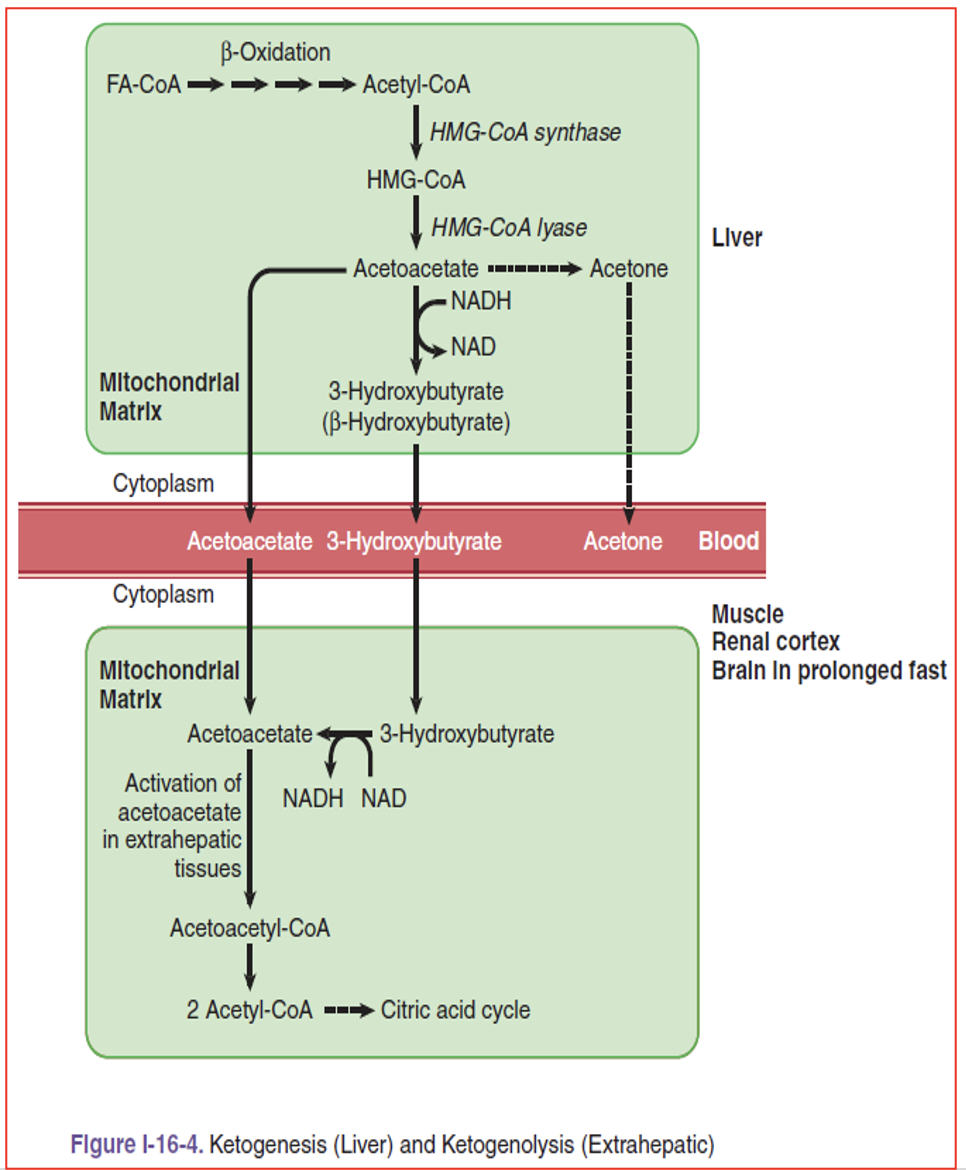 β-Oxidation
FA-CoA Acetyl-CoA
HMG-CoA synthase
HMG-CoA
HMG-CoA lyase
Liver
Acetoacetate Acetone
NADH
NAD
Mitochondrial
Matrix
3-Hydroxybutyrate
(β-Hydroxybutyrate)
Cytoplasm
Acetoacetate 3-Hydroxybutyrate Acetone Blood
Cytoplasm
Muscle
Renal cortex
Brain in prolonged fast
Mitochondrial
Matrix
Acetoacetate 3-Hydroxybutyrate
NADH NAD
Activation of
acetoacetate
in extrahepatic
tissues
Acetoacetyl-CoA
2 Acetyl-CoA Citric acid cycle
Figure I-16-4. Ketogenesis (Liver) and Ketogenolysis (Extrahepatic)